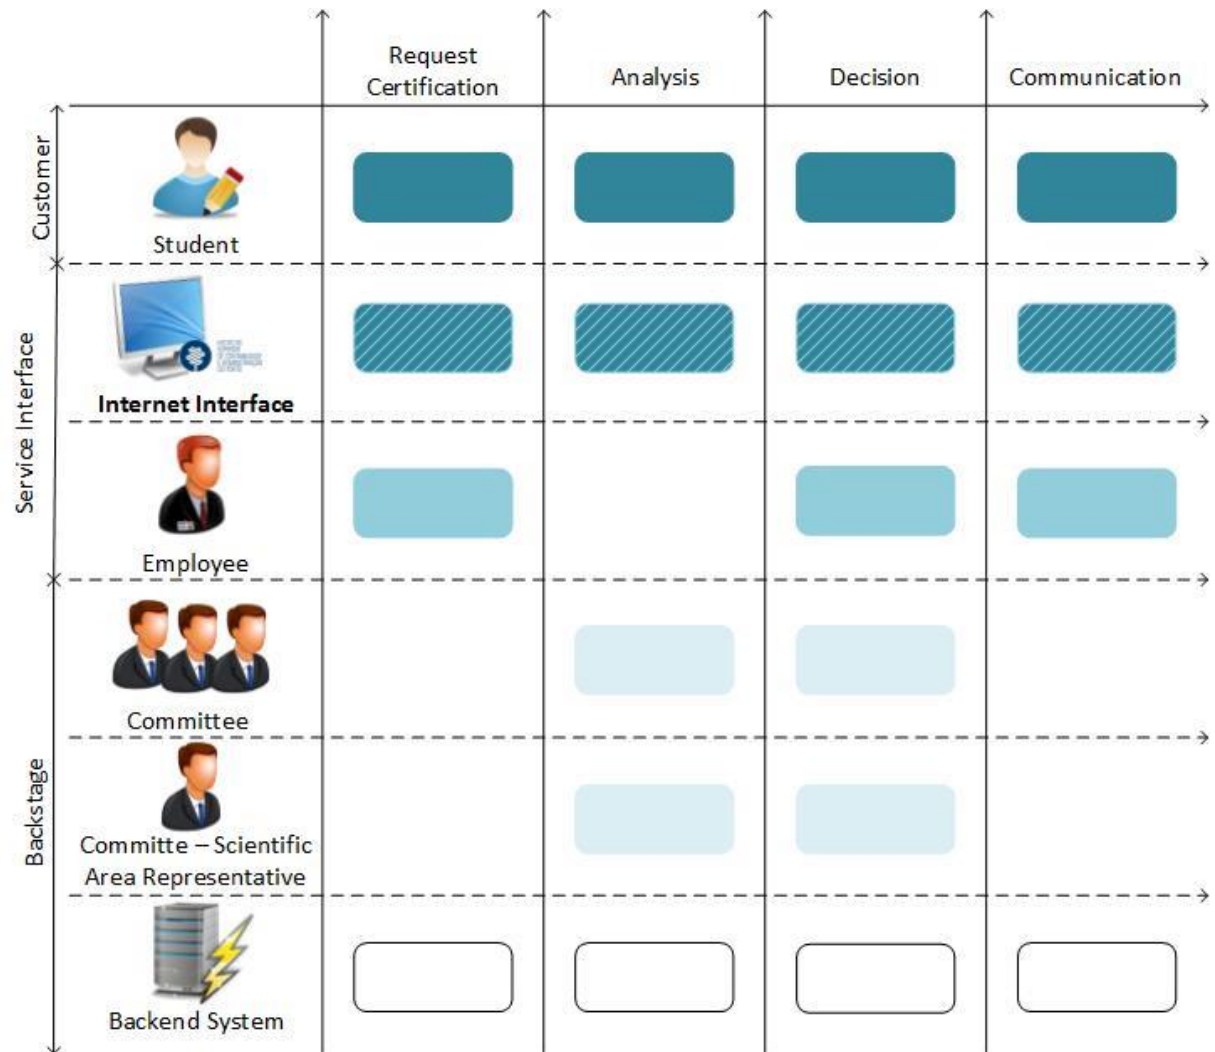 Request
Certification
Analysis
Decision
Communication
Customer
Student
Service Interface
Internet Interface
Employee
Backstage
Committee
Committe – Scientific
Area Representative
Backend System